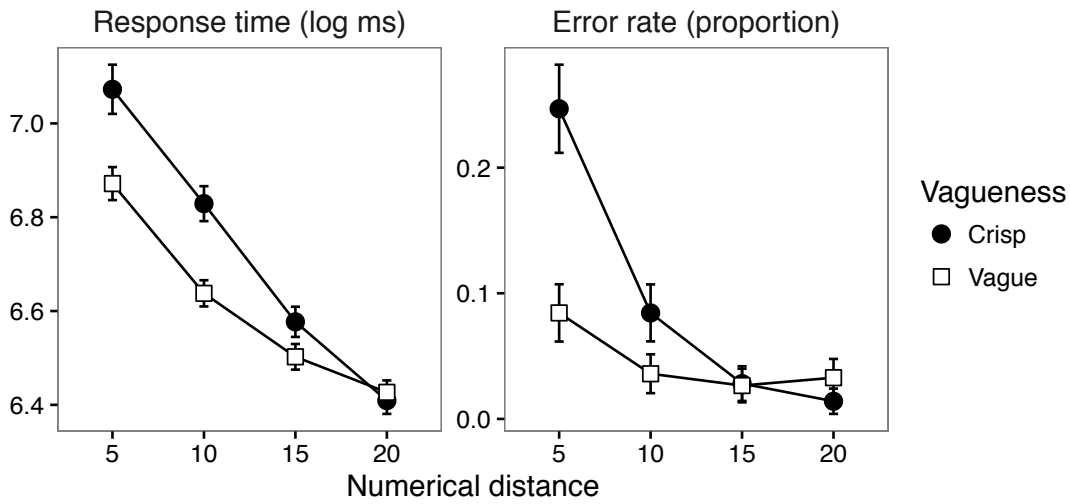 Response time (log ms)
Error rate (proportion)
7.0
6.8
6.6
6.4
0.2
0.1
0.0
5 10 15 20
5 10 15 20
Numerical distance
Vagueness
Crisp
Vague